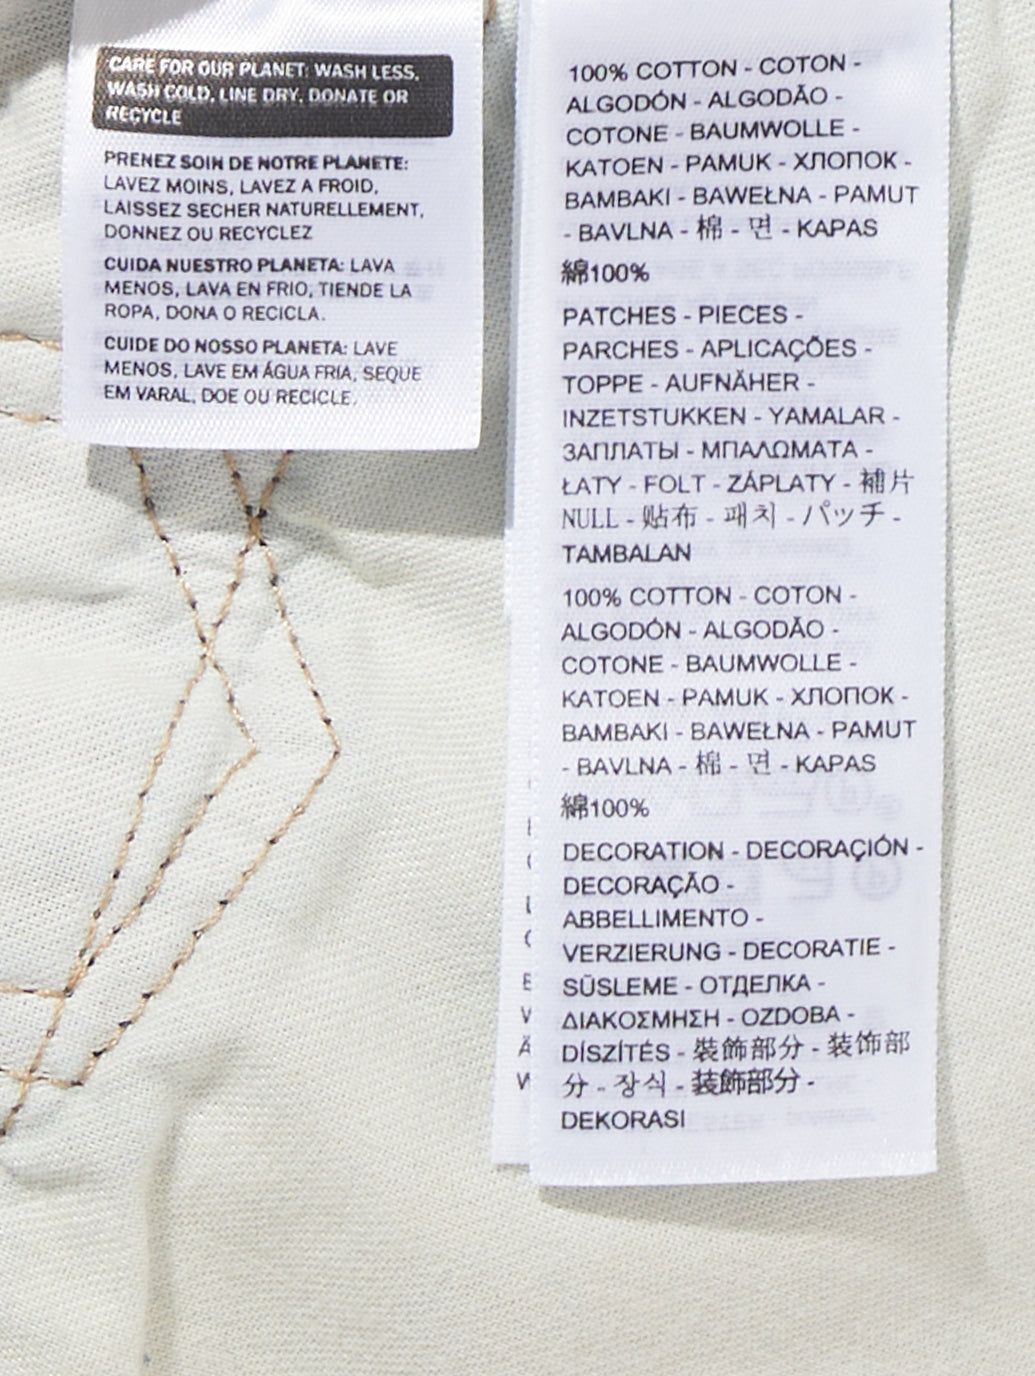 CARE FOR OUR PLANET: WASH LESS,
WASH COLD, LINE DRY, DONATE OR
RECYCLE
PRENEZ SOIN DE NOTRE PLANETE:
LAVEZ MOINS, LAVEZ A FROID,
LAISSEZ SECHER NATURELLEMENT,
DONNEZ OU RECYCLEZ
CUIDA NUESTRO PLANETA: LAVA
MENOS, LAVA EN FRIO, TIENDE LA
ROPA, DONA O RECICLA.
CUIDE DO NOSSO PLANETA: LAVE
MENOS, LAVE EM ÁGUA FRIA, SEQUE
EM VARAL, DOE OU RECICLE.
100% COTTON - COTON -
ALGODÓN - ALGODÃO -
COTONE - BAUMWOLLE -
KATOEN - PAMUK - ХЛОПОК -
BAMBAKI - BAWEŁNA - PAMUT
- BAVLNA - 棉 - 면 - KAPAS
綿100%
PATCHES - PIECES -
PARCHES - APLICAÇÕES -
TOPPE - AUFNÄHER -
INZETSTUKKEN - YAMALAR -
ЗАПЛАТЫ - ΜΠΑΛΩΜΑΤΑ -
ŁATY - FOLT - ZÁPLATY - 補片
NULL - 贴布 - 패치 - パッチ -
TAMBALAN
100% COTTON - COTON -
ALGODÓN - ALGODÃO -
COTONE - BAUMWOLLE -
KATOEN - PAMUK - ХЛОПОК -
BAMBAKI - BAWEŁNA - PAMUT
- BAVLNA - 棉 - 면 - KAPAS
綿100%
DECORATION - DECORAÇIÓN -
DECORAÇÃO -
ABBELLIMENTO -
VERZIERUNG - DECORATIE -
SÜSLEME - ОТДЕЛКА -
ΔΙΑΚΟΣΜΗΣΗ - OZDOBA -
DÍSZÍTÉS - 裝飾部分 - 装饰部
分 - 장식 - 装飾部分 -
DEKORASI